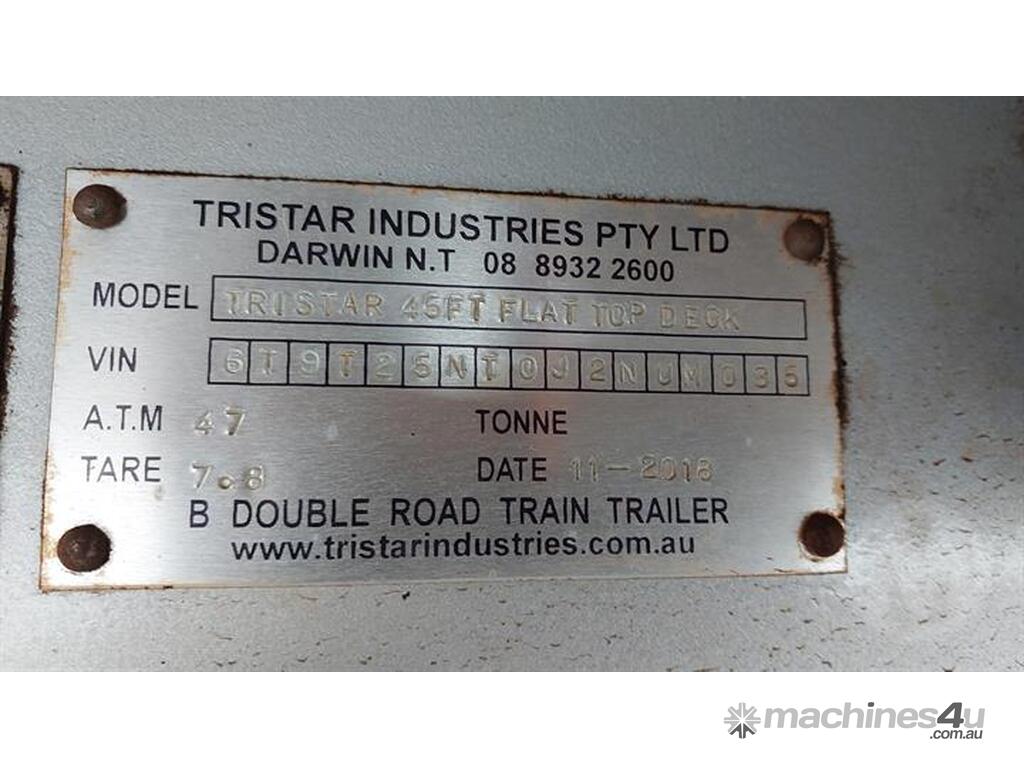 TRISTAR INDUSTRIES PTY LTD
DARWIN N.T 08 8932 2600
MODEL TRISTAR 45FT FLAT TOP DECK
VIN 6T9T25NT0J2NUM035
A.T.M 47 TONNE
TARE 7.8 DATE 11-2018
B DOUBLE ROAD TRAIN TRAILER
www.tristarindustries.com.au
machines4u
.com.au